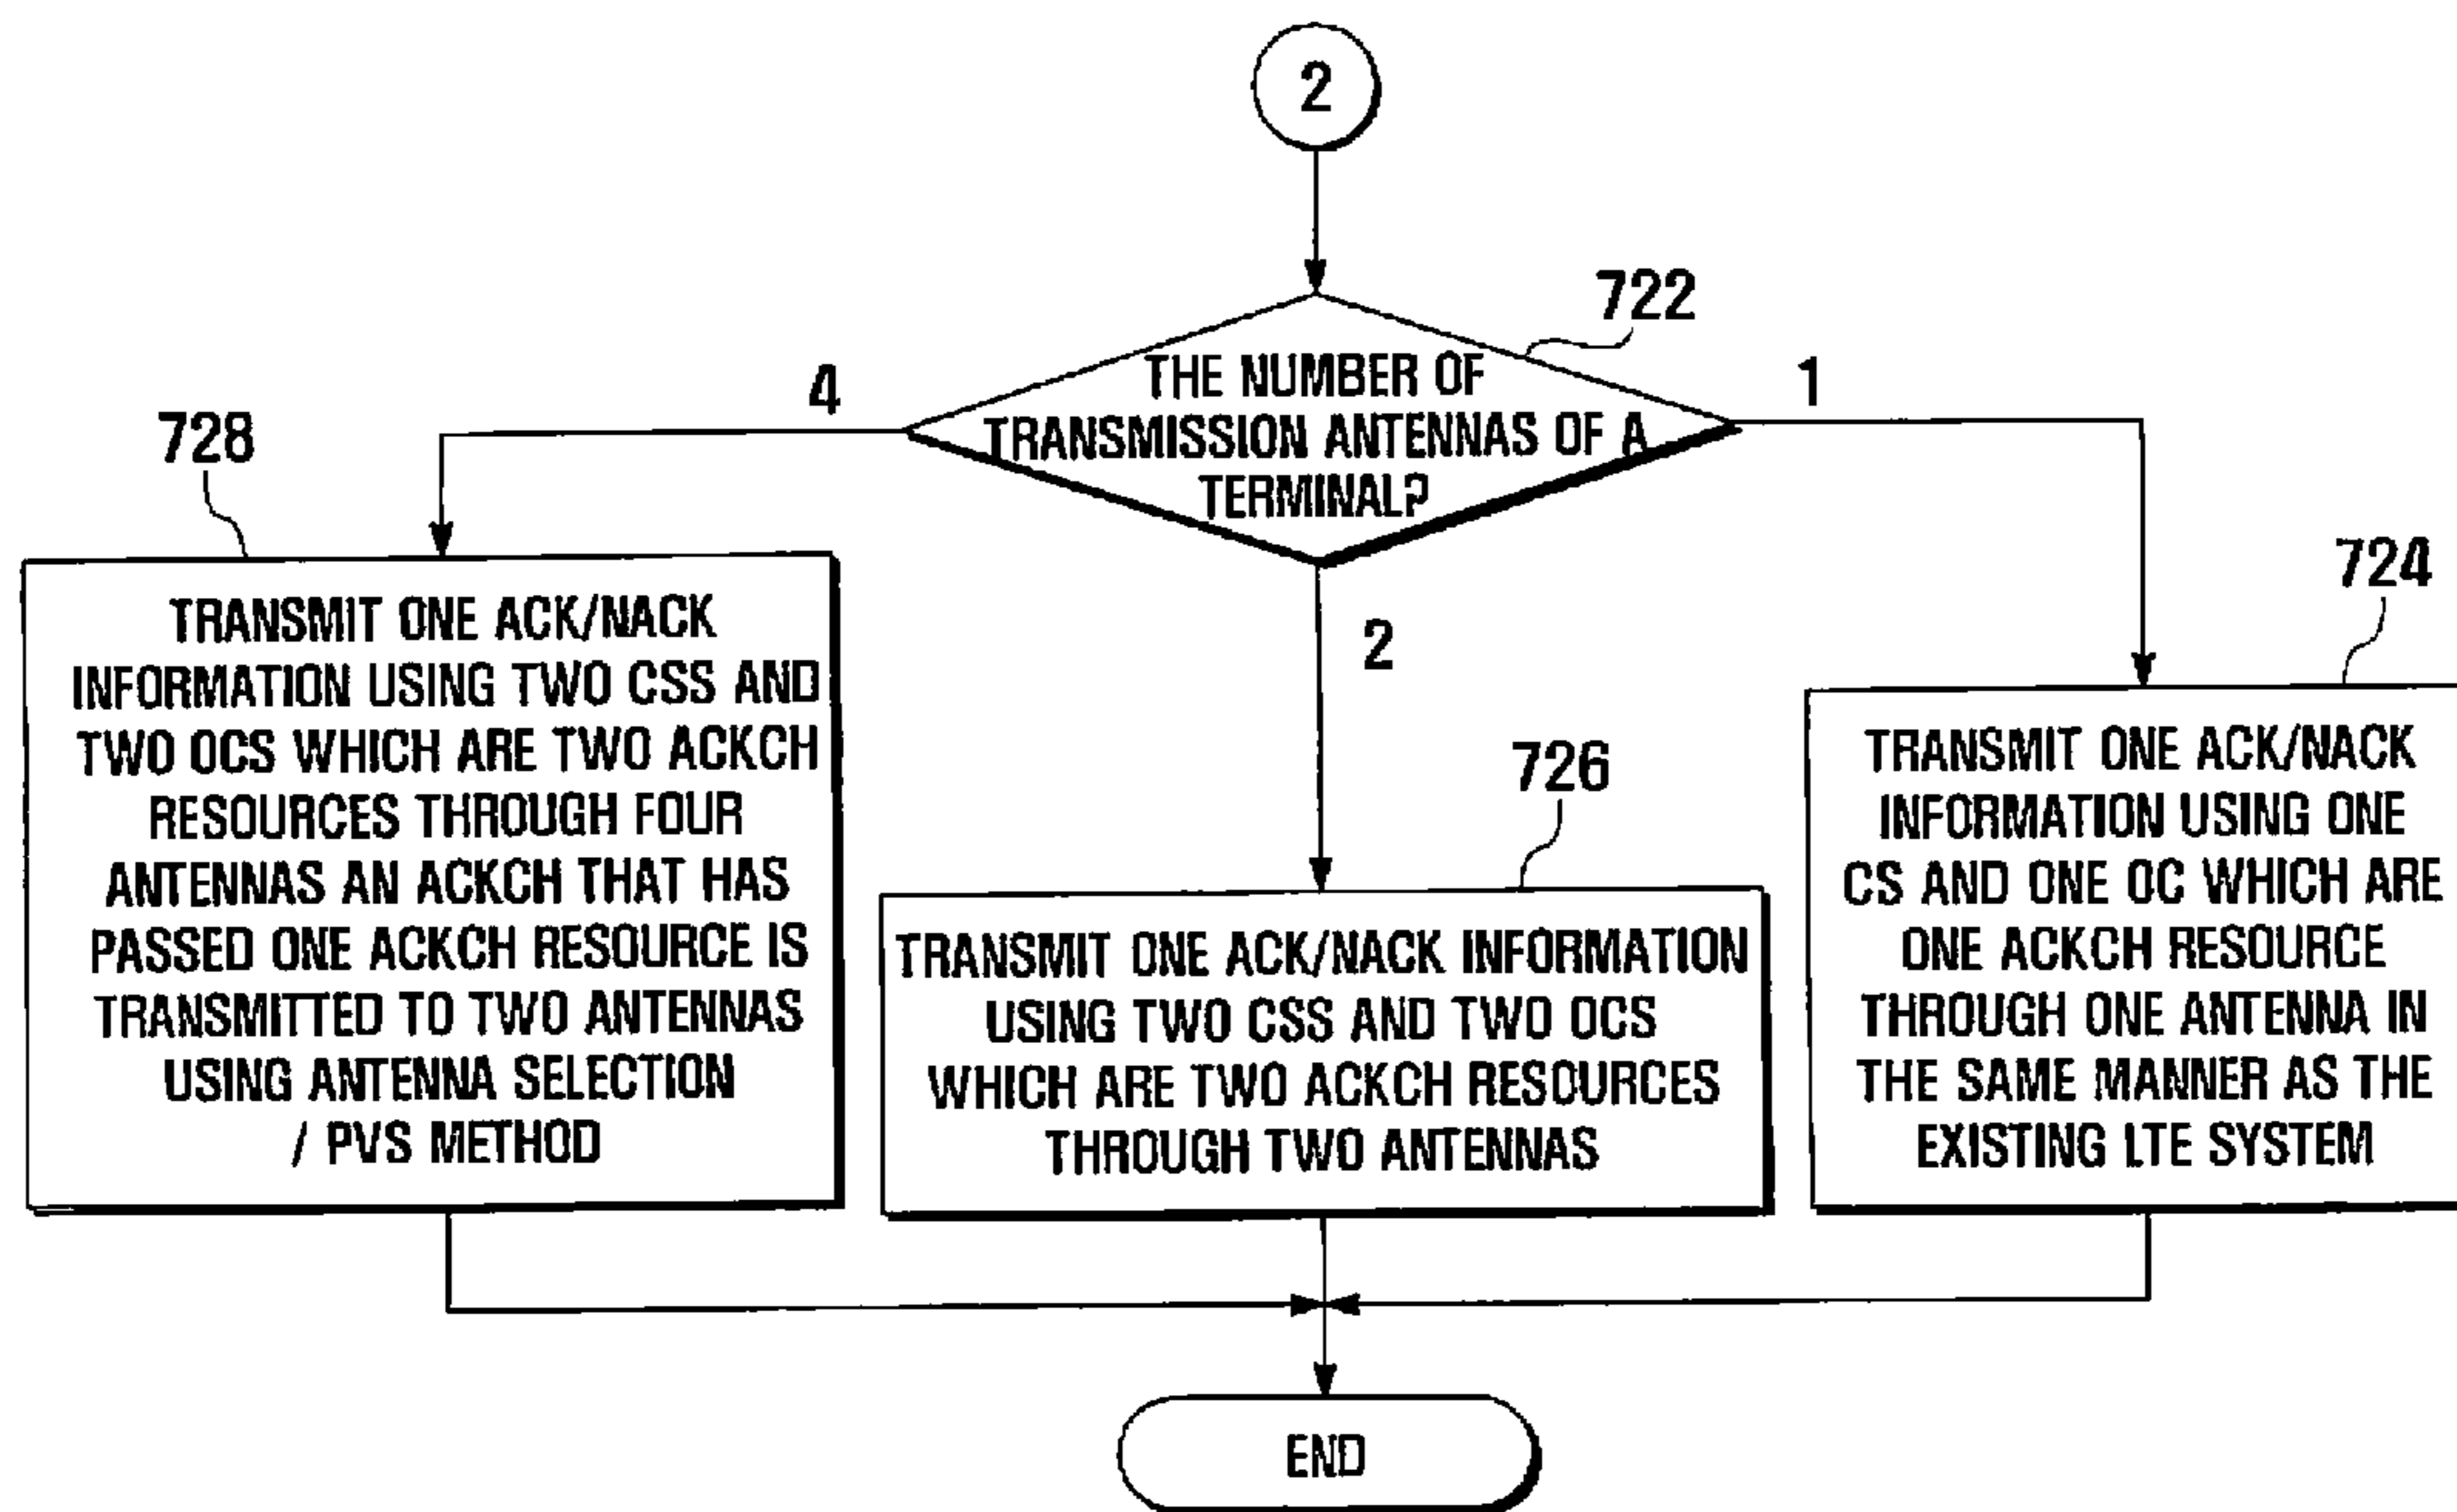 2
722
THE NUMBER OF
TRANSMISSION ANTENNAS OF A
TERMINAL?
4
1
2
728
TRANSMIT ONE ACK/NACK
INFORMATION USING TWO CSS AND
TWO OCS WHICH ARE TWO ACKCH
RESOURCES THROUGH FOUR
ANTENNAS AN ACKCH THAT HAS
PASSED ONE ACKCH RESOURCE IS
TRANSMITTED TO TWO ANTENNAS
USING ANTENNA SELECTION
/ PVS METHOD
726
TRANSMIT ONE ACK/NACK INFORMATION
USING TWO CSS AND TWO OCS
WHICH ARE TWO ACKCH RESOURCES
THROUGH TWO ANTENNAS
724
TRANSMIT ONE ACK/NACK
INFORMATION USING ONE
CS AND ONE OC WHICH ARE
ONE ACKCH RESOURCE
THROUGH ONE ANTENNA IN
THE SAME MANNER AS THE
EXISTING LTE SYSTEM
END